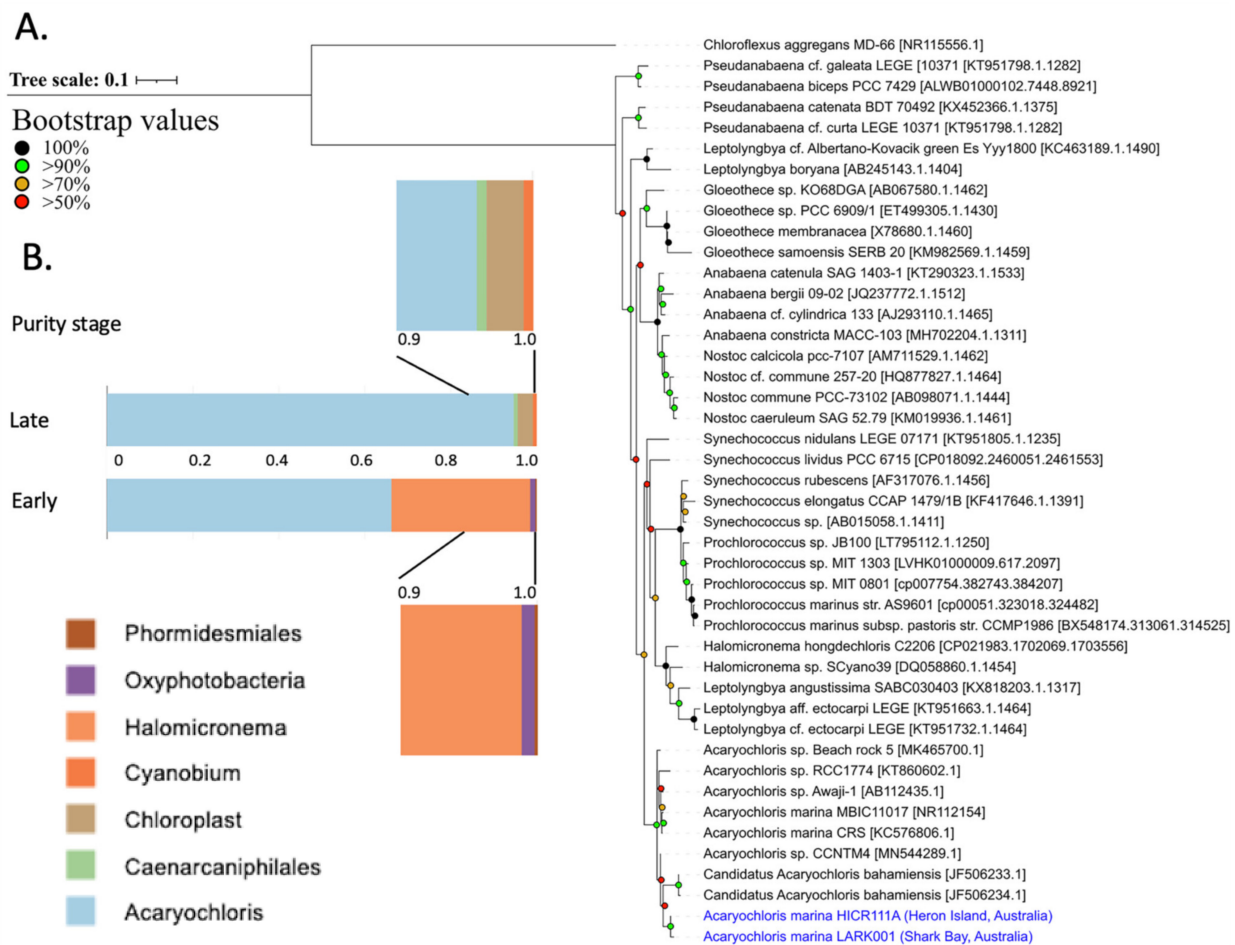 A.
Tree scale: 0.1
Bootstrap values
100%
>90%
>70%
>50%
B.
Purity stage
0.9 1.0
Late
0 0.2 0.4 0.6 0.8 1.0
Early
0.9 1.0
Phormidesmiales
Oxyphotobacteria
Halomicronema
Cyanobium
Chloroplast
Caenarcaniphilales
Acaryochloris
Chloroflexus aggregans MD-66 [NR115556.1]
Pseudanabaena cf. galeata LEGE [10371 [KT951798.1.1282]
Pseudanabaena biceps PCC 7429 [ALWB01000102.7448.8921]
Pseudanabaena catenata BDT 70492 [KX452366.1.1375]
Pseudanabaena cf. curta LEGE 10371 [KT951798.1.1282]
Leptolyngbya cf. Albertano-Kovacik green Es Yyy1800 [KC463189.1.1490]
Leptolyngbya boryana [AB245143.1.1404]
Gloeothece sp. KO68DGA [AB067580.1.1462]
Gloeothece sp. PCC 6909/1 [ET499305.1.1430]
Gloeothece membranacea [X78680.1.1460]
Gloeothece samoensis SERB 20 [KM982569.1.1459]
Anabaena catenula SAG 1403-1 [KT290323.1.1533]
Anabaena bergii 09-02 [JQ237772.1.1512]
Anabaena cf. cylindrica 133 [AJ293110.1.1465]
Anabaena constricta MACC-103 [MH702204.1.1311]
Nostoc calcicola pcc-7107 [AM711529.1.1462]
Nostoc cf. commune 257-20 [HQ877827.1.1464]
Nostoc commune PCC-73102 [AB098071.1.1444]
Nostoc caeruleum SAG 52.79 [KM019936.1.1461]
Synechococcus nidulans LEGE 07171 [KT951805.1.1235]
Synechococcus lividus PCC 6715 [CP018092.2460051.2461553]
Synechococcus rubescens [AF317076.1.1456]
Synechococcus elongatus CCAP 1479/1B [KF417646.1.1391]
Synechococcus sp. [AB015058.1.1411]
Prochlorococcus sp. JB100 [LT795112.1.1250]
Prochlorococcus sp. MIT 1303 [LVHK01000009.617.2097]
Prochlorococcus sp. MIT 0801 [cp007754.382743.384207]
Prochlorococcus marinus str. AS9601 [cp00051.323018.324482]
Prochlorococcus marinus subsp. pastoris str. CCMP1986 [BX548174.313061.314525]
Halomicronema hongdechloris C2206 [CP021983.1702069.1703556]
Halomicronema sp. SCyano39 [DQ058860.1.1454]
Leptolyngbya angustissima SABC030403 [KX818203.1.1317]
Leptolyngbya aff. ectocarpi LEGE [KT951663.1.1464]
Leptolyngbya cf. ectocarpi LEGE [KT951732.1.1464]
Acaryochloris sp. Beach rock 5 [MK465700.1]
Acaryochloris sp. RCC1774 [KT860602.1]
Acaryochloris sp. Awaji-1 [AB112435.1]
Acaryochloris marina MBIC11017 [NR112154]
Acaryochloris marina CRS [KC576806.1]
Acaryochloris sp. CCNTM4 [MN544289.1]
Candidatus Acaryochloris bahamiensis [JF506233.1]
Candidatus Acaryochloris bahamiensis [JF506234.1]
Acaryochloris marina HICR111A (Heron Island, Australia)
Acaryochloris marina LARK001 (Shark Bay, Australia)